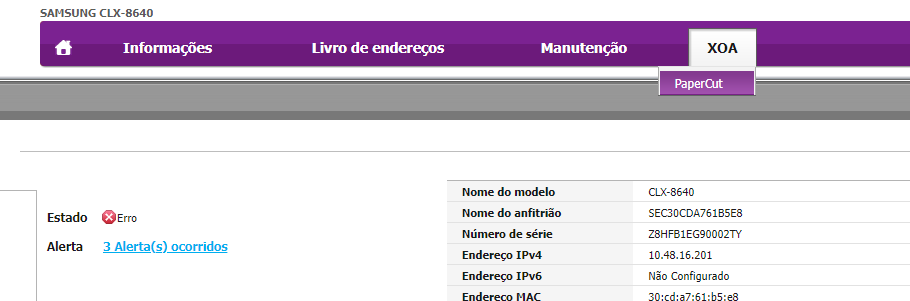 SAMSUNG CLX-8640
Informações Livro de endereços Manutenção XOA
PaperCut
Estado Erro
Alerta 3 Alerta(s) ocorridos
Nome do modelo CLX-8640
Nome do anfitrião SEC30CDA761B5E8
Número de série Z8HFB1EG90002TY
Endereço IPv4 10.48.16.201
Endereço IPv6 Não Configurado
Endereço MAC 30:cd:a7:61:b5:e8